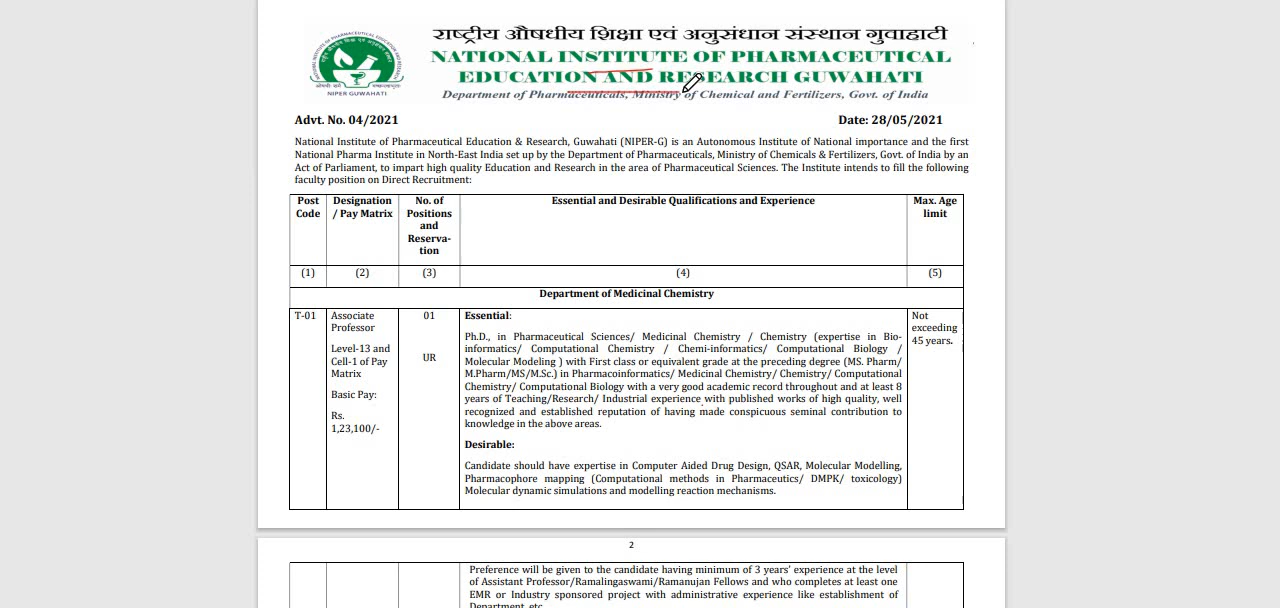 राष्ट्रीय औषधीय शिक्षा एवं अनुसंधान संस्थान गुवाहाटी
NATIONAL INSTITUTE OF PHARMACEUTICAL
EDUCATION AND RESEARCH GUWAHATI
Department of Pharmaceuticals, Ministry of Chemical and Fertilizers, Govt. of India
NIPER GUWAHATI
Advt. No. 04/2021
Date: 28/05/2021
National Institute of Pharmaceutical Education & Research, Guwahati (NIPER-G) is an Autonomous Institute of National importance and the first
National Pharma Institute in North-East India set up by the Department of Pharmaceuticals, Ministry of Chemicals & Fertilizers, Govt. of India by an
Act of Parliament, to impart high quality Education and Research in the area of Pharmaceutical Sciences. The Institute intends to fill the following
faculty position on Direct Recruitment:
Post
Code
Designation
/ Pay Matrix
No. of
Positions
and
Reserva-
tion
Essential and Desirable Qualifications and Experience
Max. Age
limit
(1)
(2)
(3)
(4)
(5)
Department of Medicinal Chemistry
T-01
Associate
Professor
Level-13 and
Cell-1 of Pay
Matrix
Basic Pay:
Rs.
1,23,100/-
01
UR
Essential:
Ph.D., in Pharmaceutical Sciences/ Medicinal Chemistry / Chemistry (expertise in Bio-
informatics/ Computational Chemistry / Chemi-informatics/ Computational Biology /
Molecular Modeling ) with First class or equivalent grade at the preceding degree (MS. Pharm/
M.Pharm/MS/M.Sc.) in Pharmacoinformatics/ Medicinal Chemistry/ Chemistry/ Computational
Chemistry/ Computational Biology with a very good academic record throughout and at least 8
years of Teaching/Research/ Industrial experience with published works of high quality, well
recognized and established reputation of having made conspicuous seminal contribution to
knowledge in the above areas.
Desirable:
Candidate should have expertise in Computer Aided Drug Design, QSAR, Molecular Modelling,
Pharmacophore mapping (Computational methods in Pharmaceutics/ DMPK/ toxicology)
Molecular dynamic simulations and modelling reaction mechanisms.
Not
exceeding
45 years.
2
Preference will be given to the candidate having minimum of 3 years' experience at the level
of Assistant Professor/Ramalingaswami/Ramanujan Fellows and who completes at least one
EMR or Industry sponsored project with administrative experience like establishment of
Department, etc.